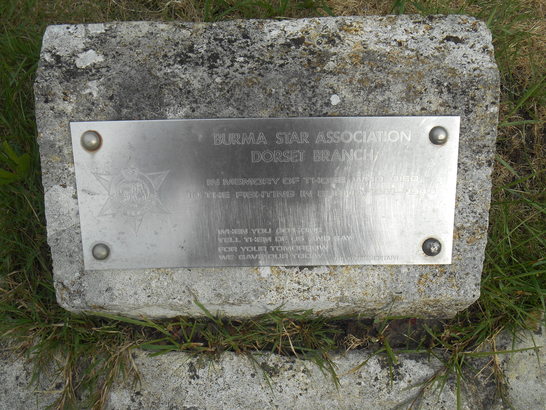 BURMA STAR ASSOCIATION
DORSET BRANCH
IN MEMORY OF THOSE WHO DIED
IN THE FIGHTING IN
WHEN YOU GO HOME
TELL THEM OF US AND SAY
FOR YOUR TOMORROW
WE GAVE OUR TODAY